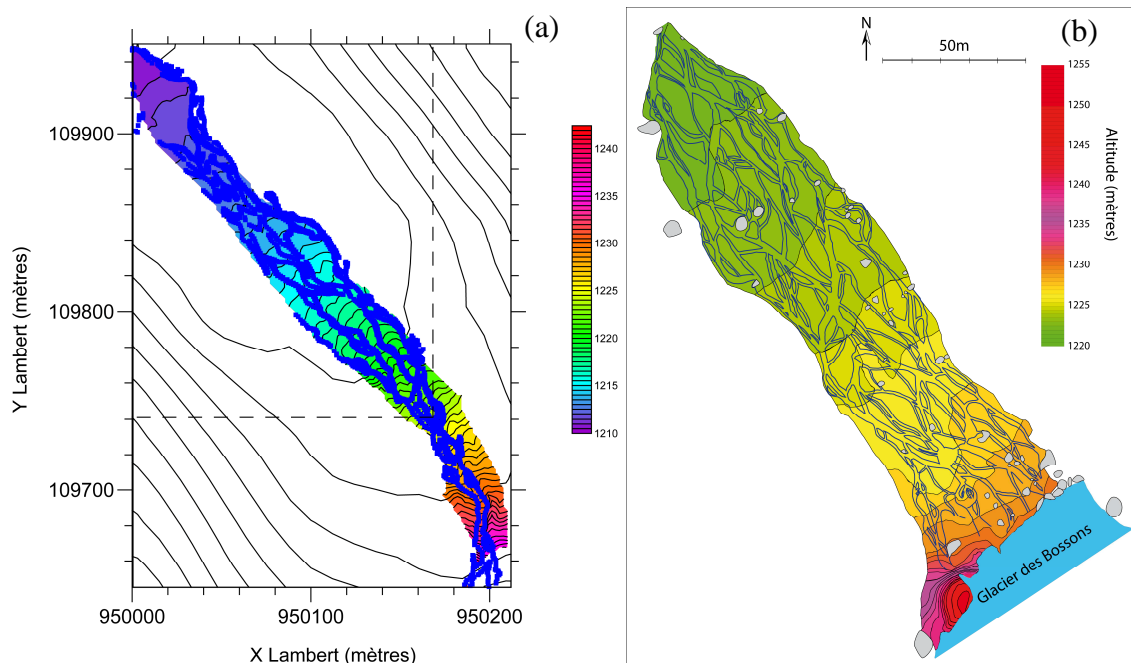 (a)
109900
109800
109700
Y Lambert (mètres)
950000
950100
950200
X Lambert (mètres)
1240
1235
1230
1225
1220
1215
1210
(b)
N
50m
1255
1250
1245
1240
1235
1230
1225
1220
Altitude (mètres)
Glacier des Bossons